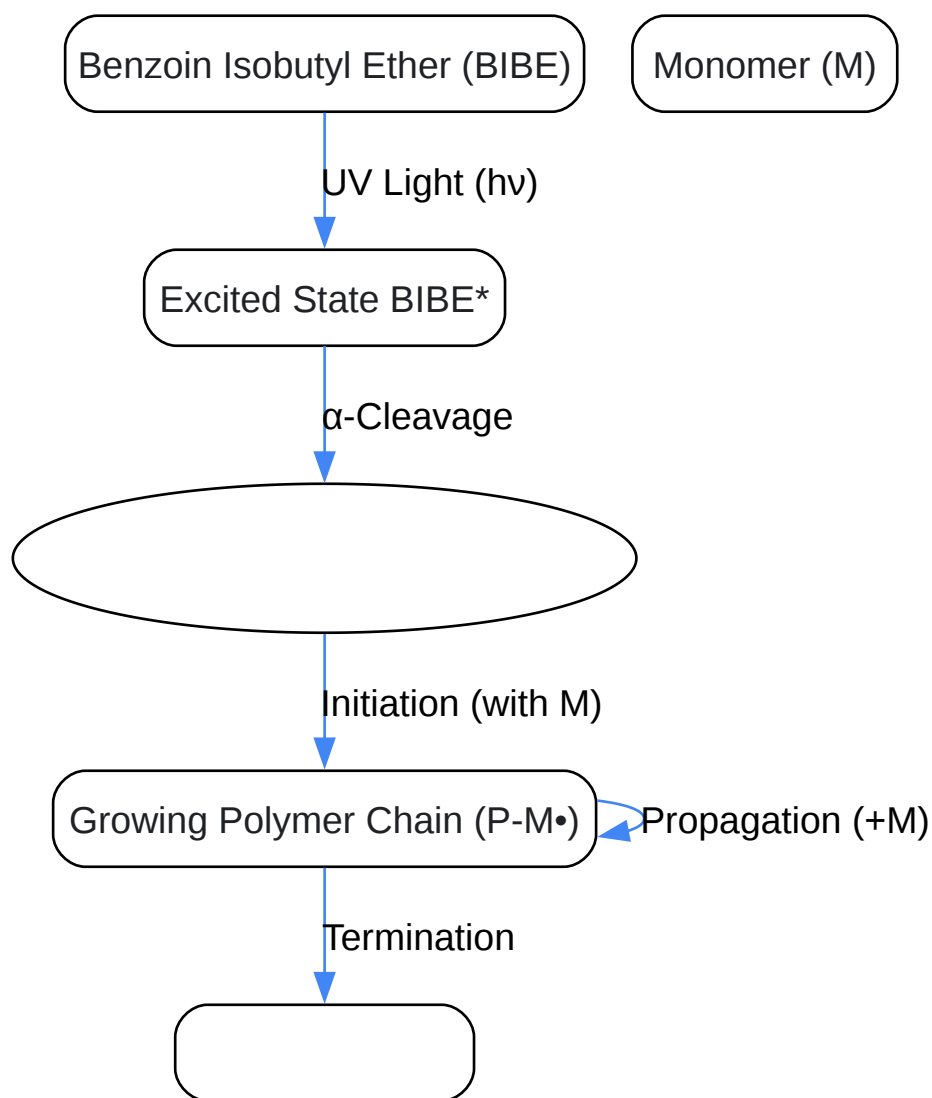 Benzoin Isobutyl Ether (BIBE)
Monomer (M)
UV Light (hν)
Excited State BIBE*
α-Cleavage
Initiation (with M)
Growing Polymer Chain (P-M•)
Propagation (+M)
Termination